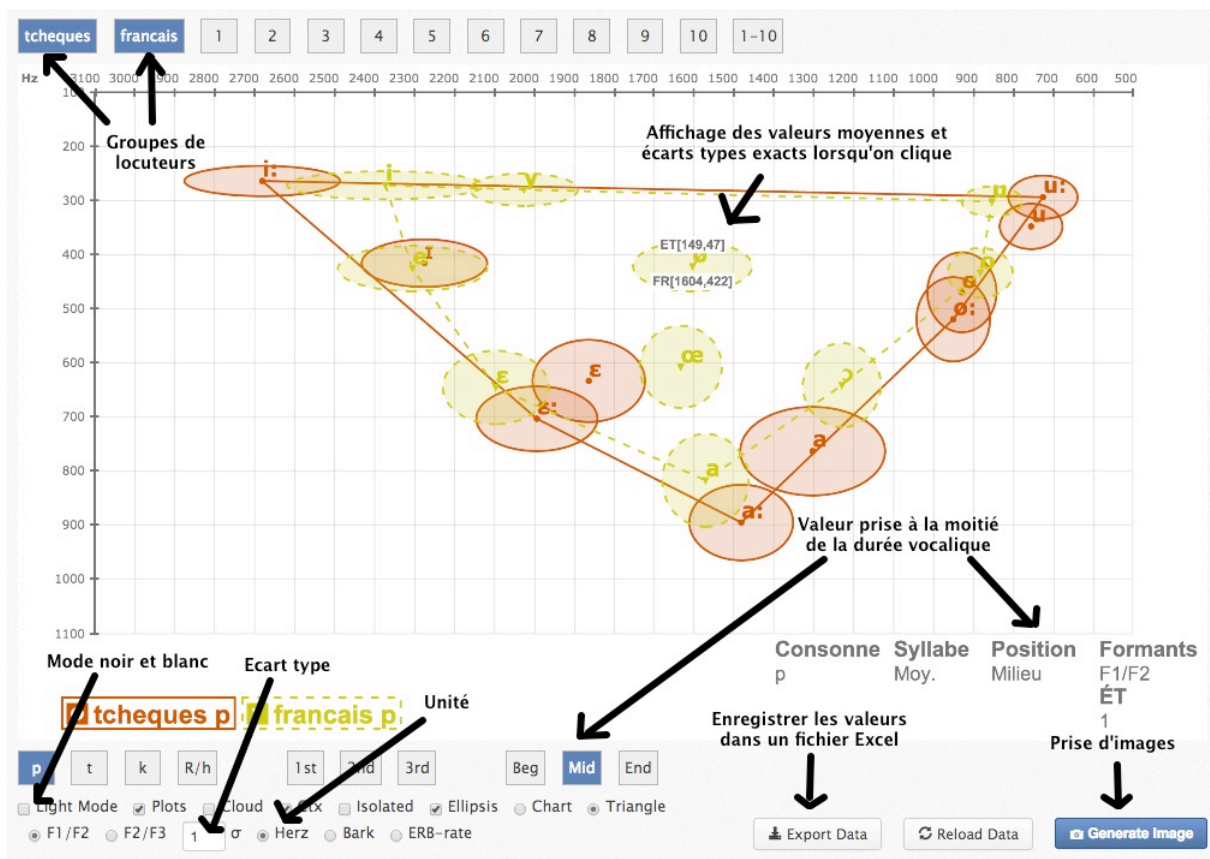 tcheques français 1 2 3 4 5 6 7 8 9 10 1-10
Hz 3100 3000 2900 2800 2700 2600 2500 2400 2300 2200 2100 2000 1900 1800 1700 1600 1500 1400 1300 1200 1100 1000 900 800 700 600 500
100
Groupes de
locuteurs
Affichage des valeurs moyennes et
écarts types exacts lorsqu'on clique
200
i: i y u u:
300
u
400
e ɪ
ET[149,47]
ø
FR[1604,422]
o
500
o:
600
ɛ ɛ œ ɔ
700
ɛ:
a
800
a
900
a:
Valeur prise à la moitié
de la durée vocalique
1000
1100
Consonne Syllabe Position Formants
p Moy. Milieu F1/F2
ÉT
1
Mode noir et blanc
Ecart type
Unité
tcheques p francais p
Enregistrer les valeurs
dans un fichier Excel
Prise d'images
p t k R/h 1st 2nd 3rd Beg Mid End
Light Mode Plots Cloud Ctx Isolated Ellipsis Chart Triangle
F1/F2 F2/F3 1 σ Herz Bark ERB-rate
Export Data Reload Data Generate Image